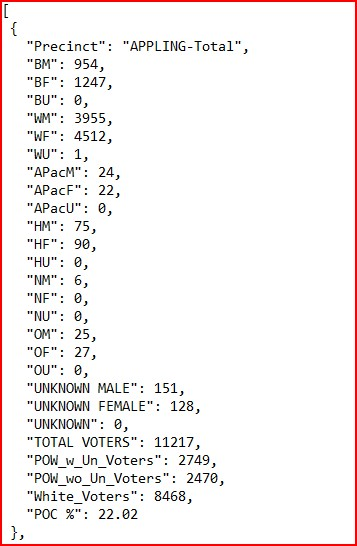 [
{
"Precinct": "APPLING-Total",
"BM": 954,
"BF": 1247,
"BU": 0,
"WM": 3955,
"WF": 4512,
"WU": 1,
"APacM": 24,
"APacF": 22,
"APacU": 0,
"HM": 75,
"HF": 90,
"HU": 0,
"NM": 6,
"NF": 0,
"NU": 0,
"OM": 25,
"OF": 27,
"OU": 0,
"UNKNOWN MALE": 151,
"UNKNOWN FEMALE": 128,
"UNKNOWN": 0,
"TOTAL VOTERS": 11217,
"POW_w_Un_Voters": 2749,
"POW_wo_Un_Voters": 2470,
"White_Voters": 8468,
"POC %": 22.02
},